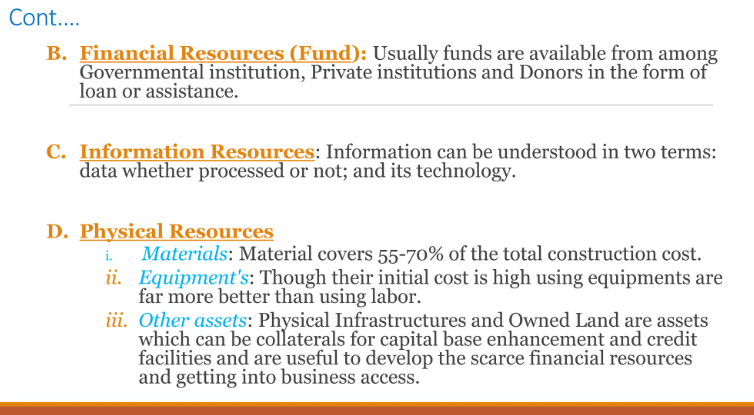 Cont....
B. Financial Resources (Fund): Usually funds are available from among
Governmental institution, Private institutions and Donors in the form of
loan or assistance.
C. Information Resources: Information can be understood in two terms:
data whether processed or not; and its technology.
D. Physical Resources
i. Materials: Material covers 55-70% of the total construction cost.
ii. Equipment's: Though their initial cost is high using equipments are
far more better than using labor.
iii. Other assets: Physical Infrastructures and Owned Land are assets
which can be collaterals for capital base enhancement and credit
facilities and are useful to develop the scarce financial resources
and getting into business access.